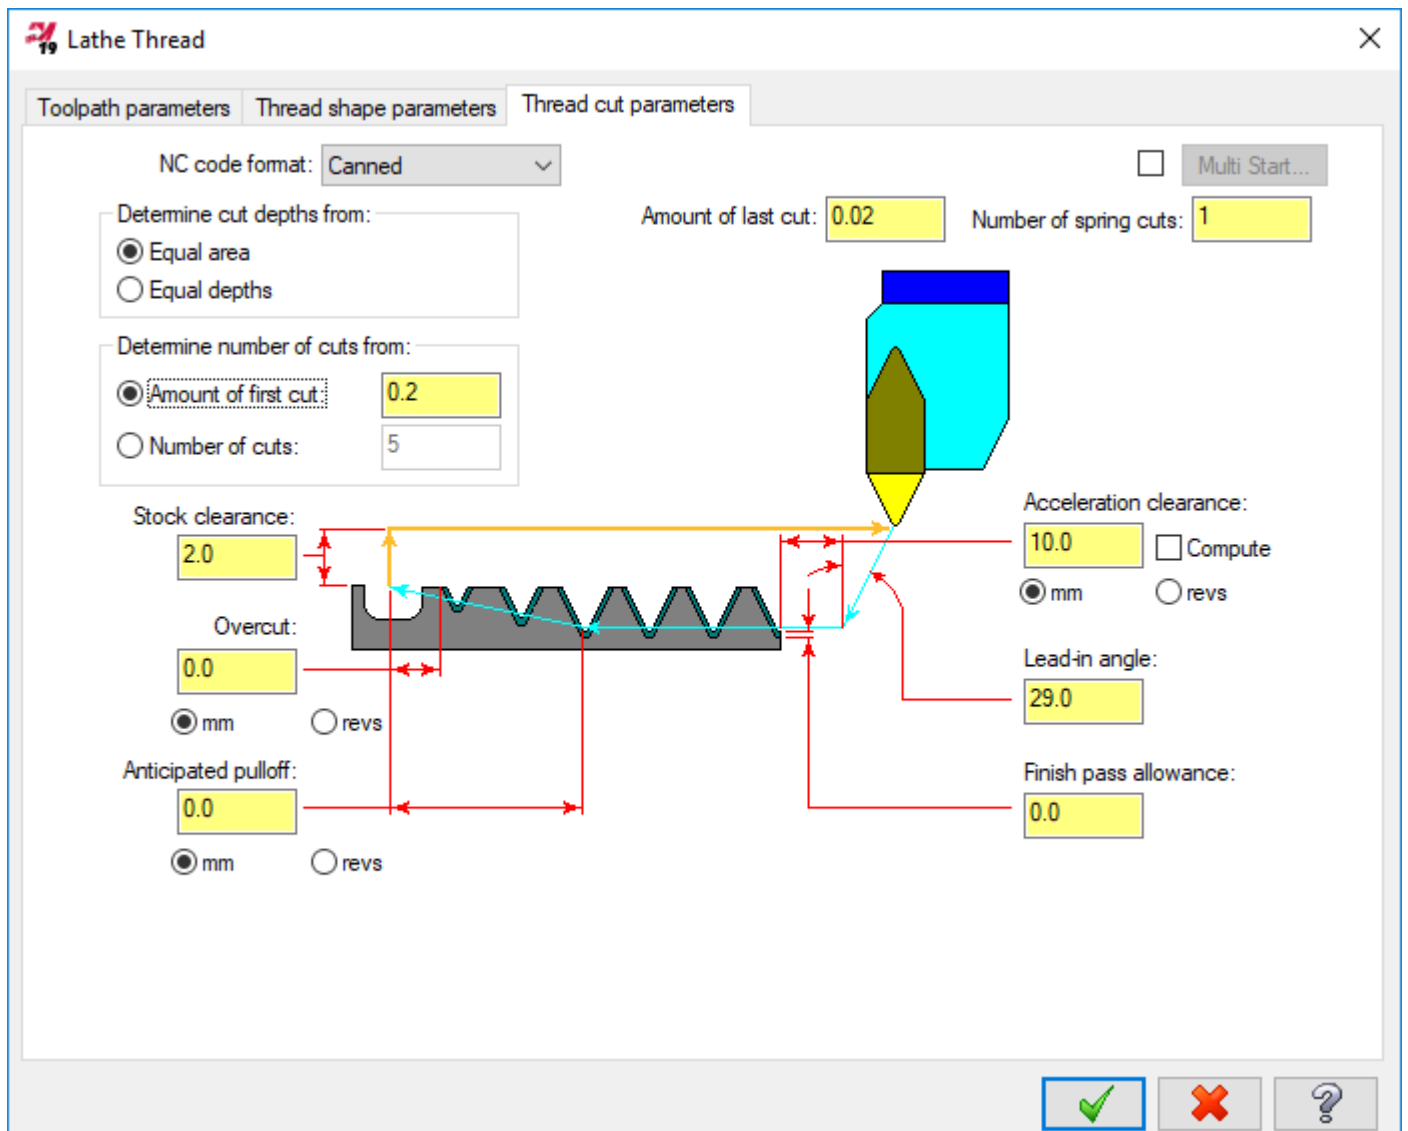 19 Lathe Thread
Toolpath parameters Thread shape parameters Thread cut parameters
NC code format: Canned Multi Start...
Determine cut depths from:
Amount of last cut: 0.02 Number of spring cuts: 1
Equal area
Equal depths
Determine number of cuts from:
Amount of first cut: 0.2
Number of cuts: 5
Stock clearance:
2.0
Acceleration clearance:
10.0 Compute
mm revs
Overcut:
0.0
mm revs
Lead-in angle:
29.0
Anticipated pulloff:
0.0
mm revs
Finish pass allowance:
0.0